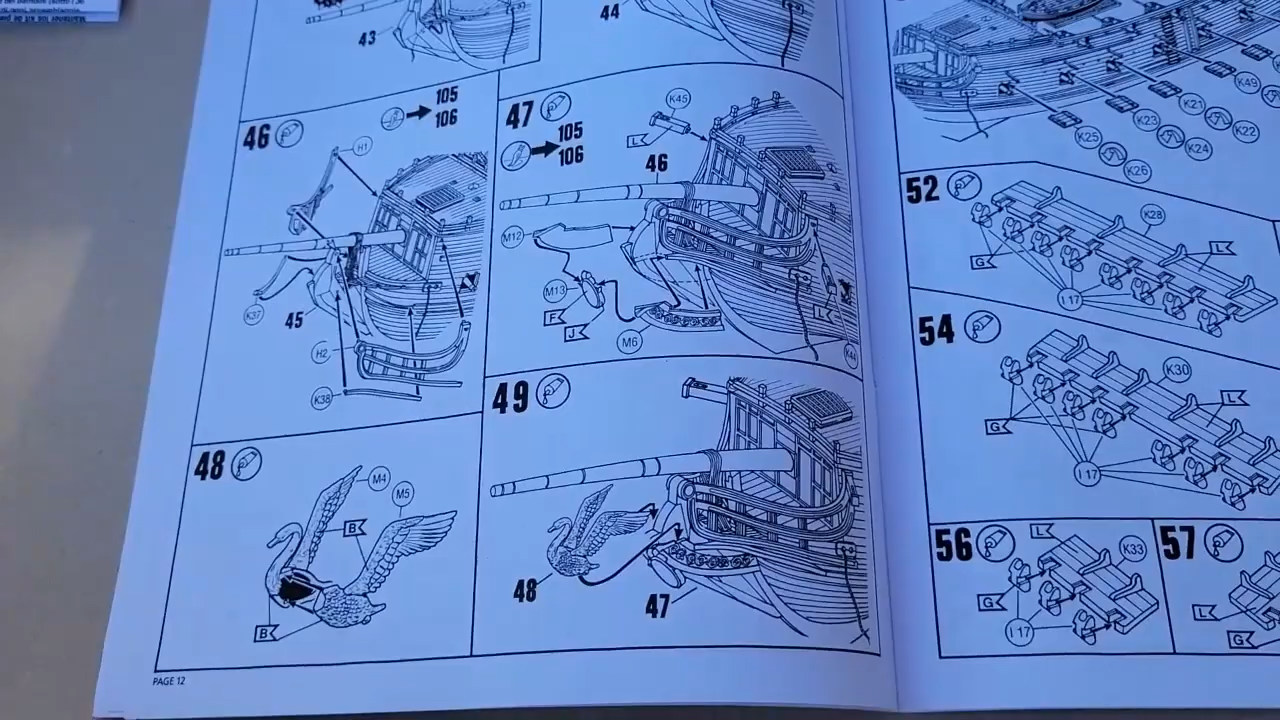 43
44
46
105
106
H1
K37
45
H2
K38
47
105
106
K45
L
46
M12
M13
F
J
M6
L
48
M4
M5
B
B
49
48
47
PAGE 12
K49
K21
K22
K23
K24
K25
K26
52
K28
L
G
I 17
54
K30
L
G
I 17
56
L
K33
G
I 17
57
L
G